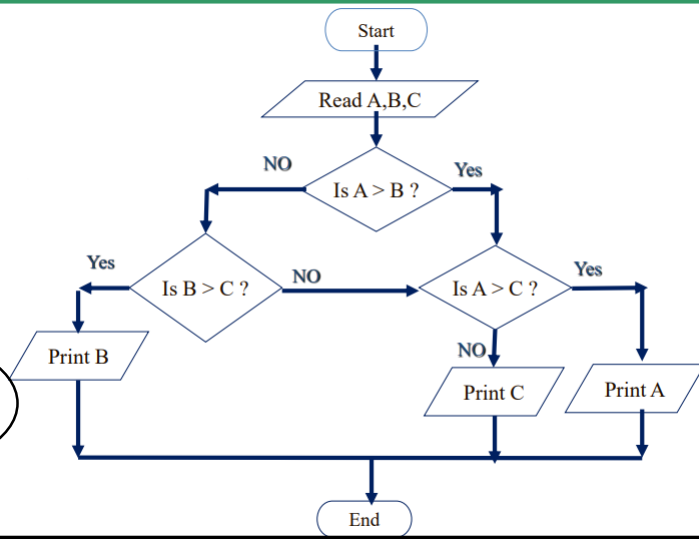 Start
Read A,B,C
NO
Yes
Is A > B ?
Yes
Is B > C ?
NO
Is A > C ?
Yes
Print B
NO
Print C
Print A
End